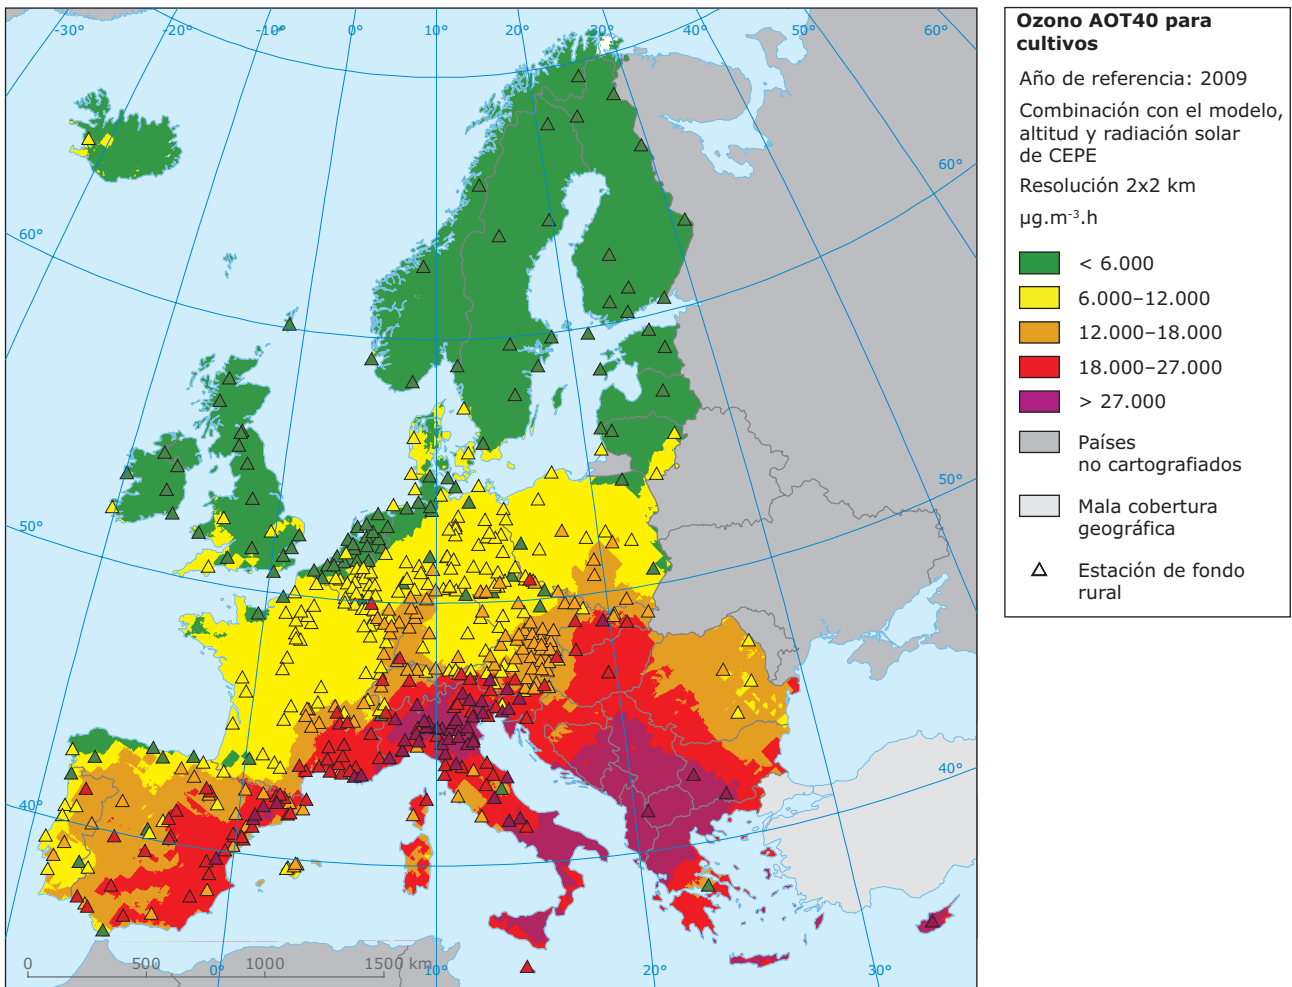 -30°
-20°
-10°
0°
10°
20°
30°
40°
50°
60°
60°
50°
40°
60°
50°
40°
0
500
1000
1500 km
0°
10°
20°
30°
Ozono AOT40 para
cultivos
Año de referencia: 2009
Combinación con el modelo,
altitud y radiación solar
de CEPE
Resolución 2x2 km
µg.m-3.h
< 6.000
6.000–12.000
12.000–18.000
18.000–27.000
> 27.000
Países
no cartografiados
Mala cobertura
geográfica
Estación de fondo
rural